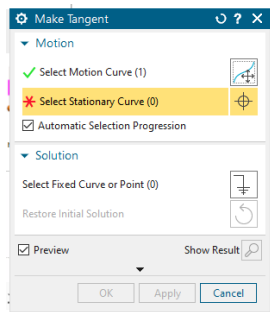 Make Tangent
Motion
Select Motion Curve (1)
Select Stationary Curve (0)
Automatic Selection Progression
Solution
Select Fixed Curve or Point (0)
Restore Initial Solution
Preview Show Result
OK Apply Cancel